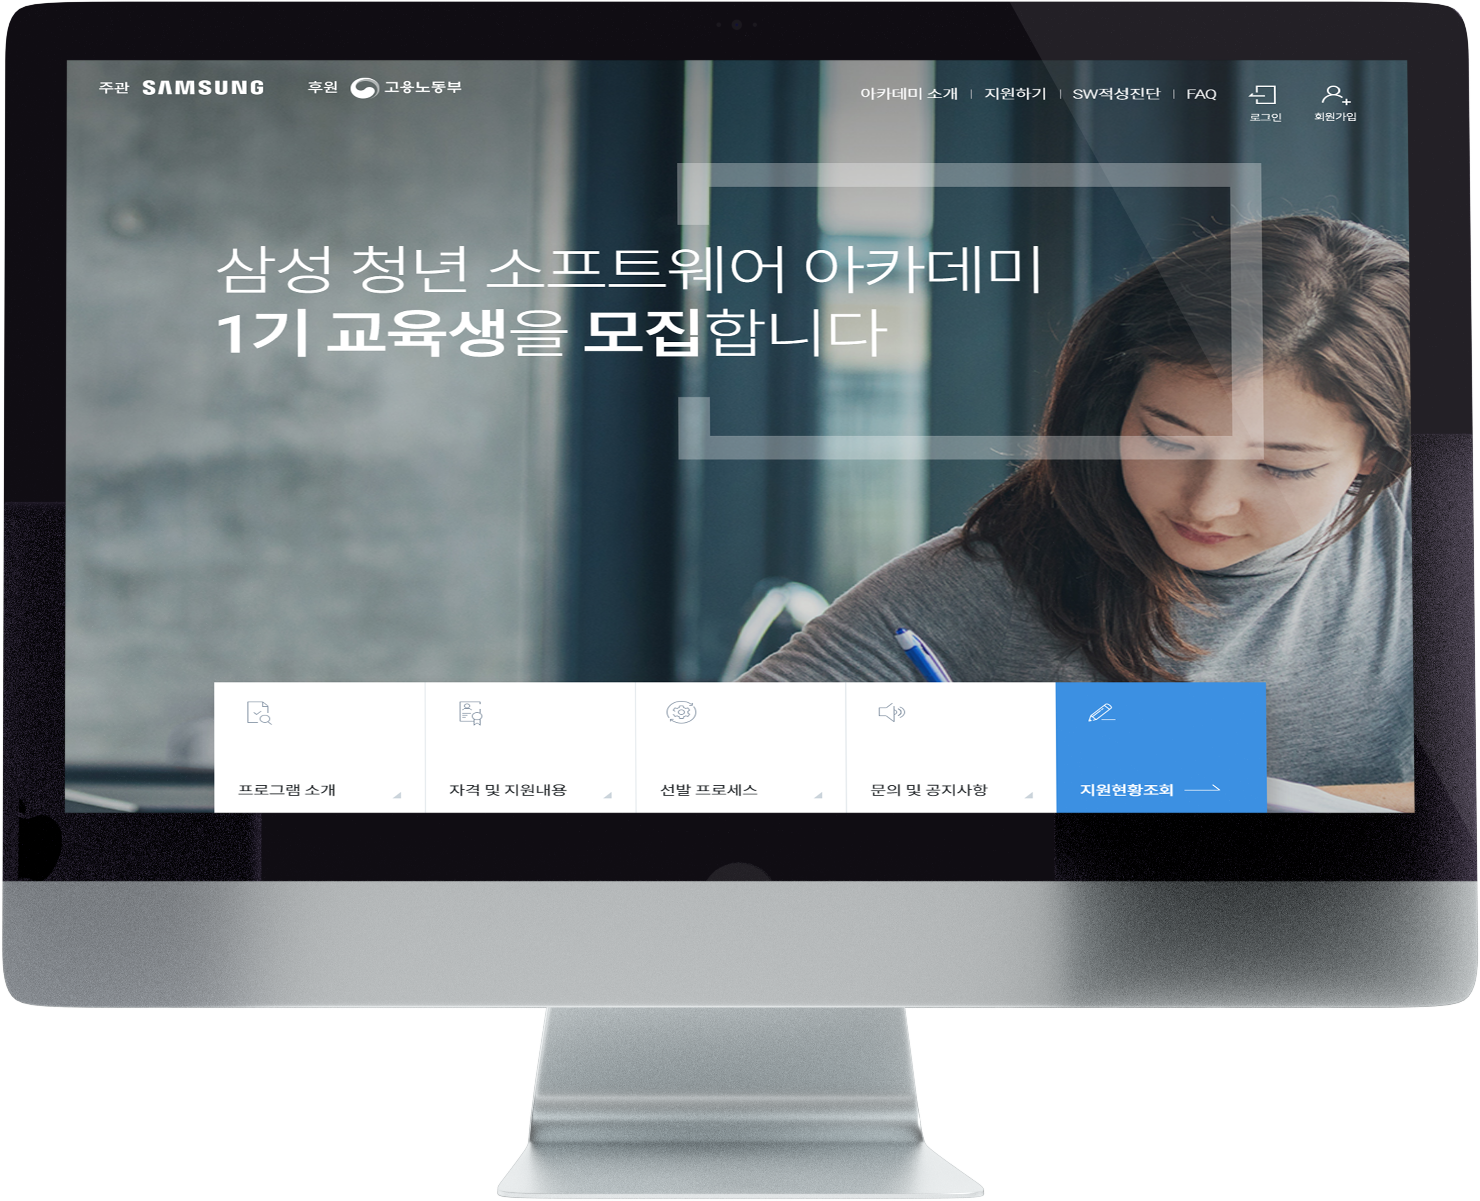 주관 SAMSUNG 후원 고용노동부
아카데미 소개 지원하기 SW적성진단 FAQ 로그인 회원가입
삼성 청년 소프트웨어 아카데미
1기 교육생을 모집합니다
프로그램 소개
자격 및 지원내용
선발 프로세스
문의 및 공지사항
지원현황조회